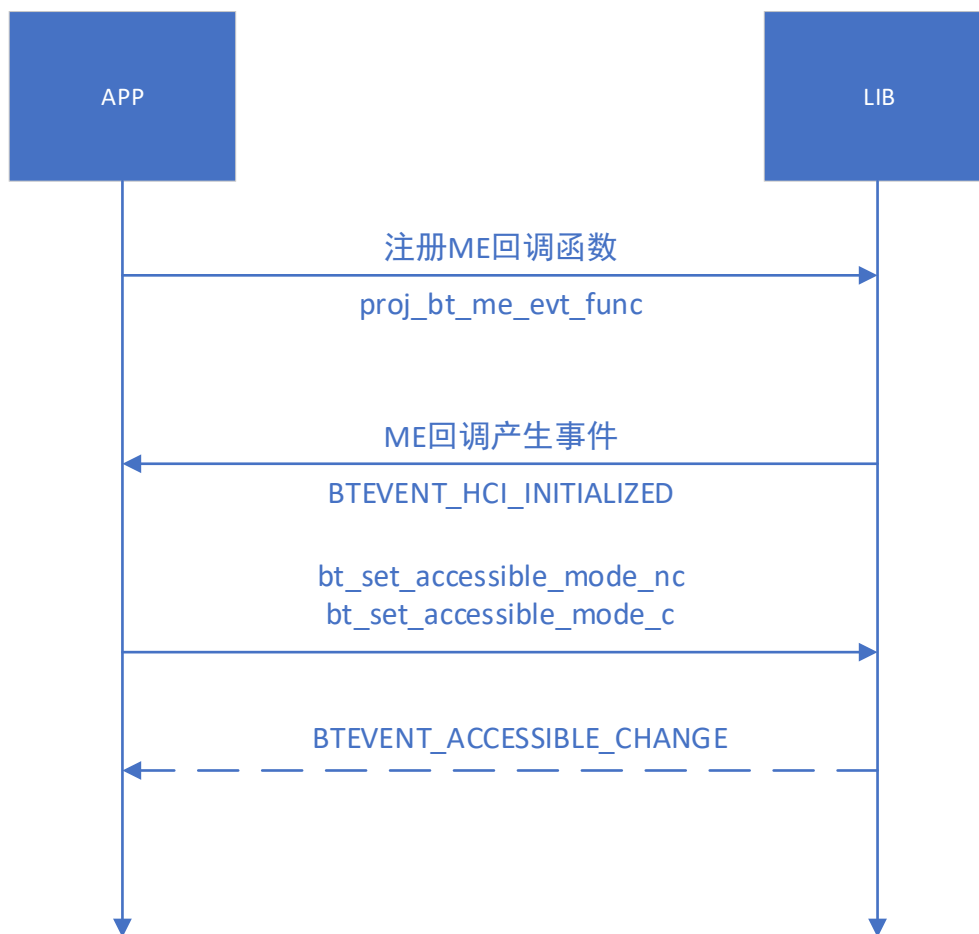 APP
LIB
注册ME回调函数
proj_bt_me_evt_func
ME回调产生事件
BTEVENT_HCI_INITIALIZED
bt_set_accessible_mode_nc
bt_set_accessible_mode_c
BTEVENT_ACCESSIBLE_CHANGE